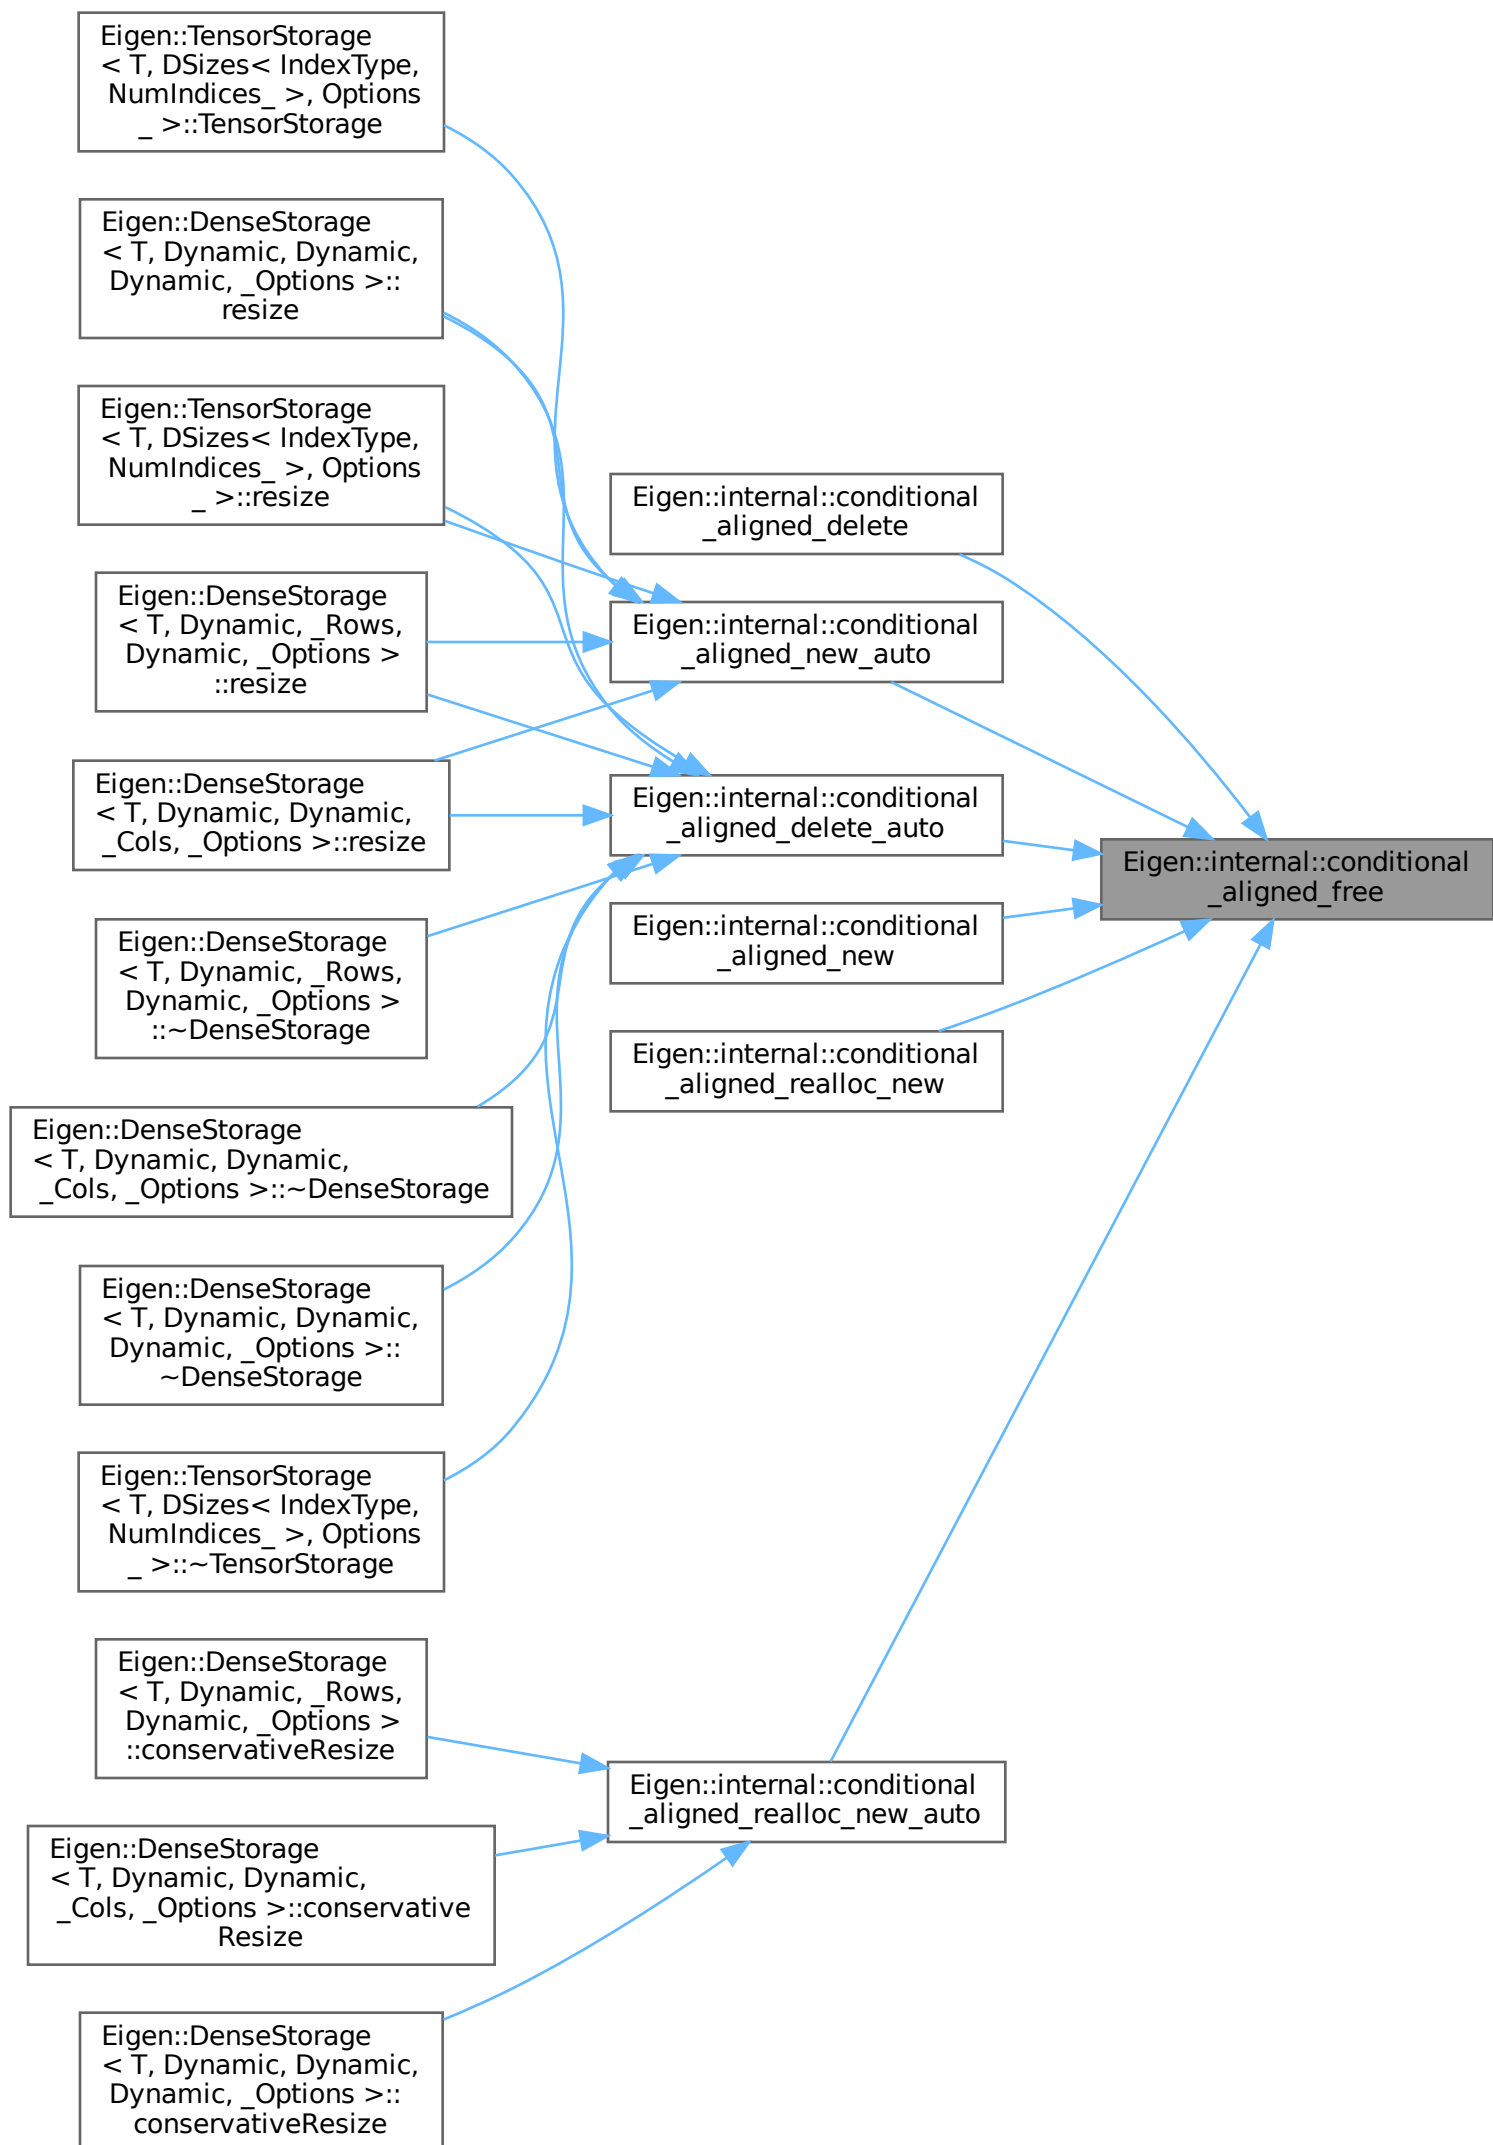 Eigen::TensorStorage
< T, DSizes< IndexType,
NumIndices_ >, Options
_ >::TensorStorage
Eigen::DenseStorage
< T, Dynamic, Dynamic,
Dynamic, _Options >::
resize
Eigen::TensorStorage
< T, DSizes< IndexType,
NumIndices_ >, Options
_ >::resize
Eigen::DenseStorage
< T, Dynamic, _Rows,
Dynamic, _Options >
::resize
Eigen::DenseStorage
< T, Dynamic, Dynamic,
_Cols, _Options >::resize
Eigen::DenseStorage
< T, Dynamic, _Rows,
Dynamic, _Options >
::~DenseStorage
Eigen::DenseStorage
< T, Dynamic, Dynamic,
_Cols, _Options >::~DenseStorage
Eigen::DenseStorage
< T, Dynamic, Dynamic,
Dynamic, _Options >::
~DenseStorage
Eigen::TensorStorage
< T, DSizes< IndexType,
NumIndices_ >, Options
_ >::~TensorStorage
Eigen::DenseStorage
< T, Dynamic, _Rows,
Dynamic, _Options >
::conservativeResize
Eigen::DenseStorage
< T, Dynamic, Dynamic,
_Cols, _Options >::conservative
Resize
Eigen::DenseStorage
< T, Dynamic, Dynamic,
Dynamic, _Options >::
conservativeResize
Eigen::internal::conditional
_aligned_delete
Eigen::internal::conditional
_aligned_new_auto
Eigen::internal::conditional
_aligned_delete_auto
Eigen::internal::conditional
_aligned_new
Eigen::internal::conditional
_aligned_realloc_new
Eigen::internal::conditional
_aligned_realloc_new_auto
Eigen::internal::conditional
_aligned_free